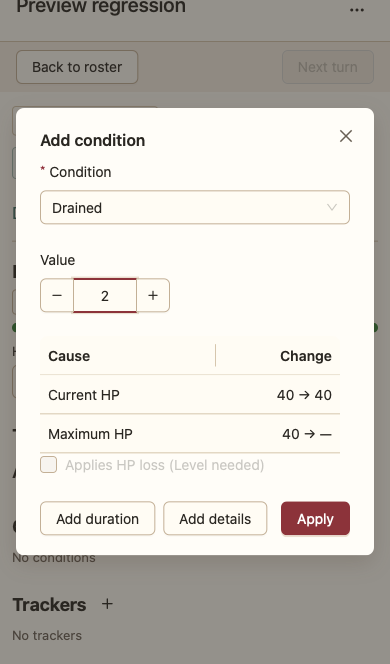 Preview regression
...
Back to roster
Next turn
Add condition
* Condition
Drained
Value
− 2 +
Cause Change
Current HP 40 → 40
Maximum HP 40 → —
Applies HP loss (Level needed)
Add duration Add details Apply
No conditions
Trackers +
No trackers